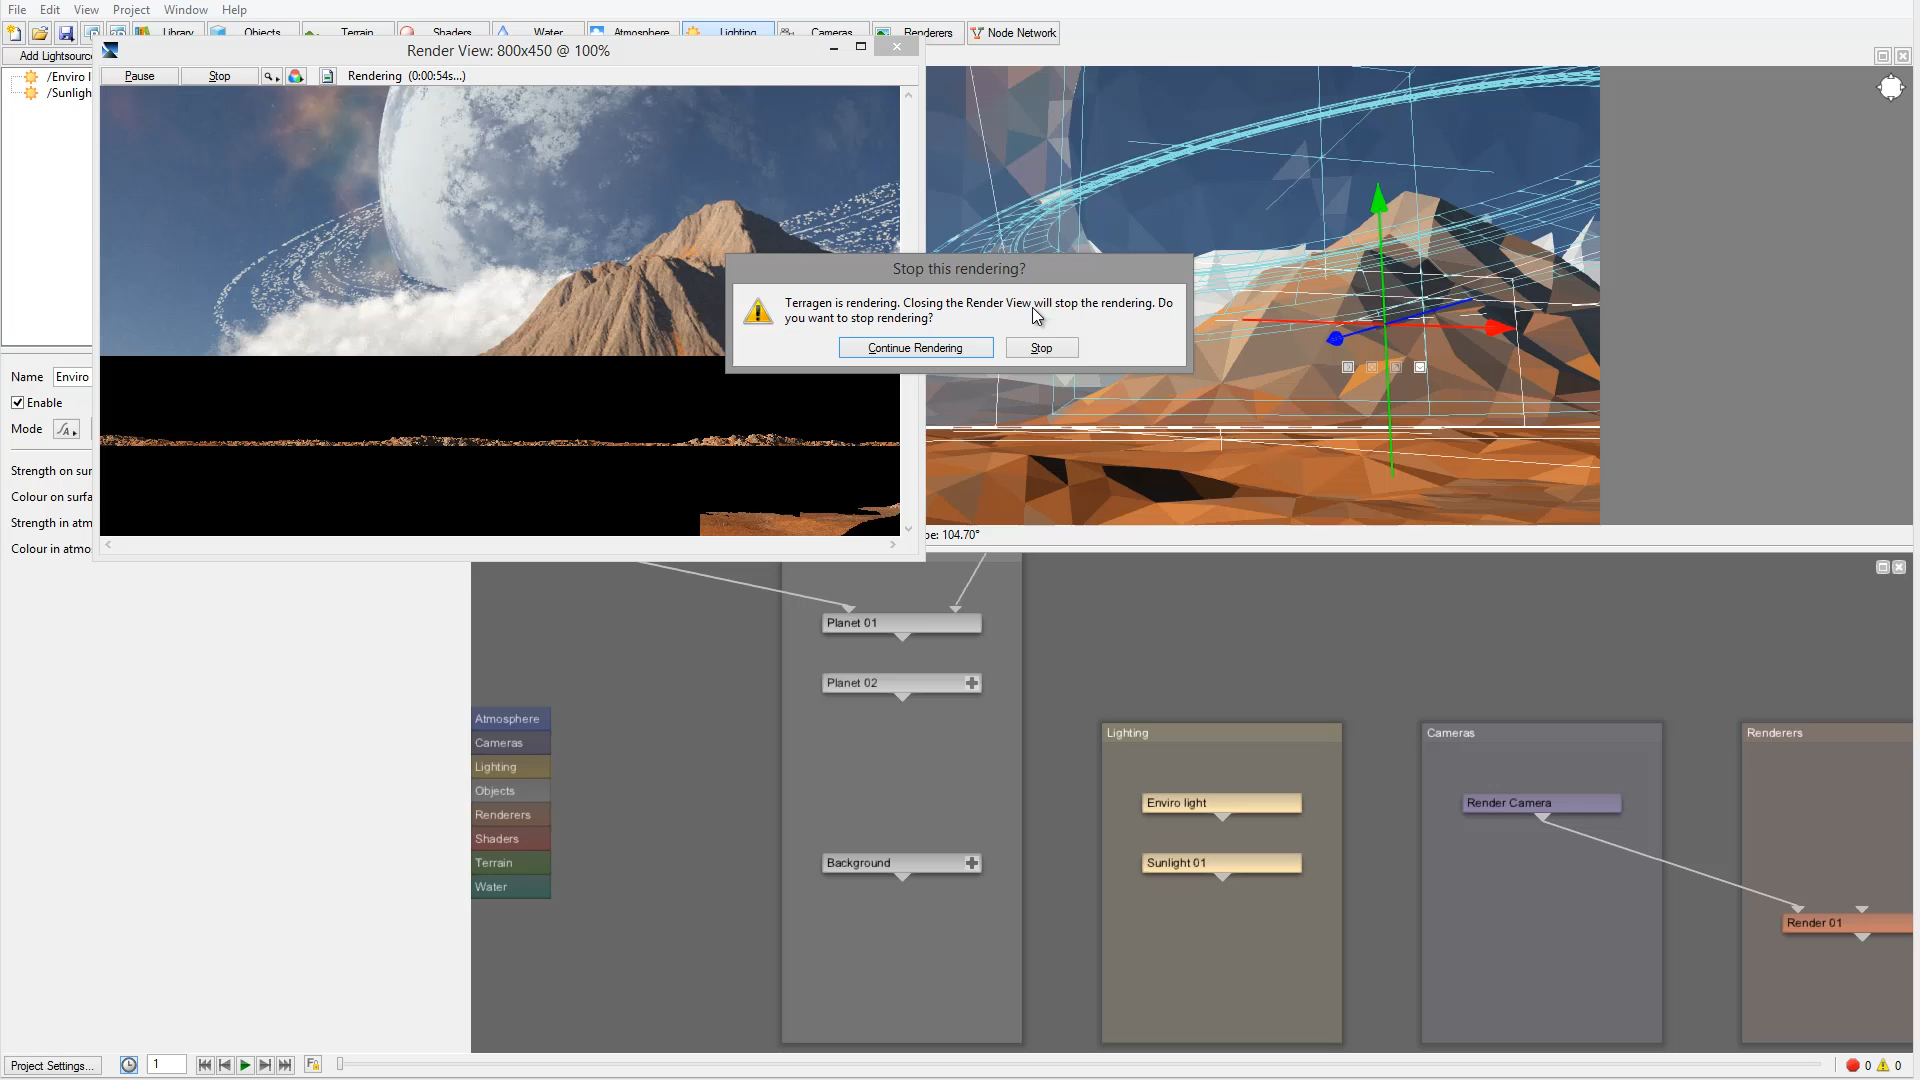 File Edit View Project Window Help
Library Objects Terrain Shaders Water Atmosphere Lighting Cameras Renderers Node Network
Add Lightsource
/Enviro l
/Sunligh
Render View: 800x450 @ 100%
Pause Stop Rendering (0:00:54s...)
Stop this rendering?
Terragen is rendering. Closing the Render View will stop the rendering. Do
you want to stop rendering?
Continue Rendering Stop
Name Enviro
Enable
Mode
Strength on sur
Colour on surfa
Strength in atm
Colour in atmo
pe: 104.70°
Planet 01
Planet 02
Background
Atmosphere
Cameras
Lighting
Objects
Renderers
Shaders
Terrain
Water
Lighting
Enviro light
Sunlight 01
Cameras
Render Camera
Renderers
Render 01
Project Settings... 1 0 0